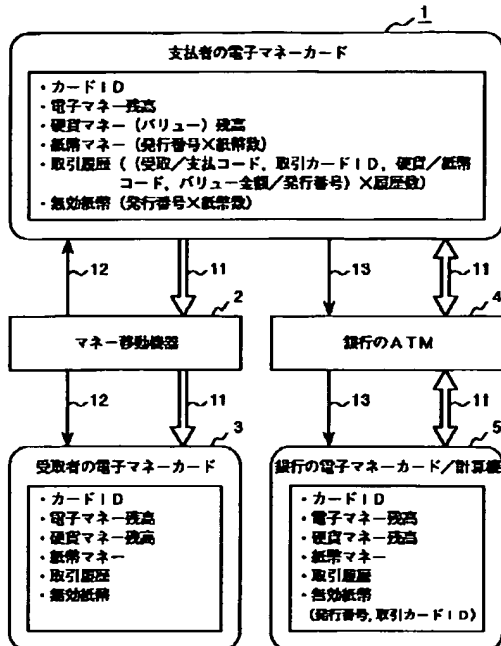 1
支払者の電子マネーカード
・カードID
・電子マネー残高
・硬貨マネー(バリュー)残高
・紙幣マネー(発行番号×紙幣数)
・取引履歴((受取/支払コード,取引カードID,硬貨/紙幣
コード,バリュー金額/発行番号)×履歴数)
・無効紙幣(発行番号×紙幣数)
12 11 13 11
2 4
マネー移動機器 銀行のATM
12 11 13 11
3 5
受取者の電子マネーカード
・カードID
・電子マネー残高
・硬貨マネー残高
・紙幣マネー
・取引履歴
・無効紙幣
銀行の電子マネーカード/計算機
・カードID
・電子マネー残高
・硬貨マネー残高
・紙幣マネー
・取引履歴
・無効紙幣
(発行番号,取引カードID)